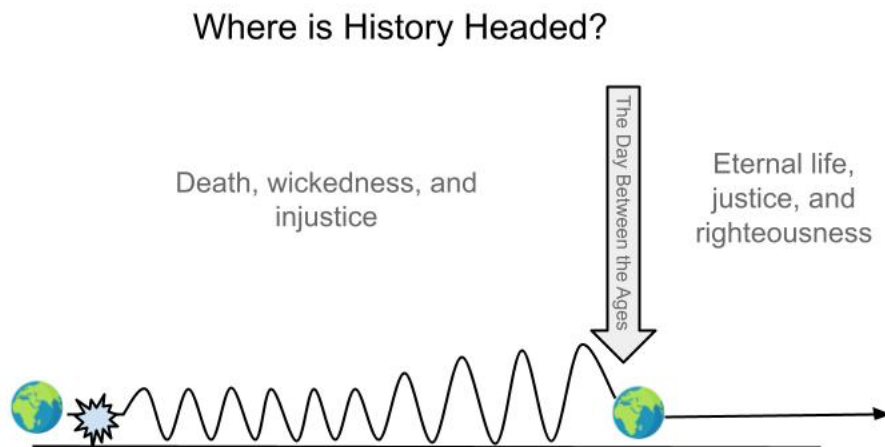 Where is History Headed?
The Day Between the Ages
Death, wickedness, and
injustice
Eternal life,
justice, and
righteousness